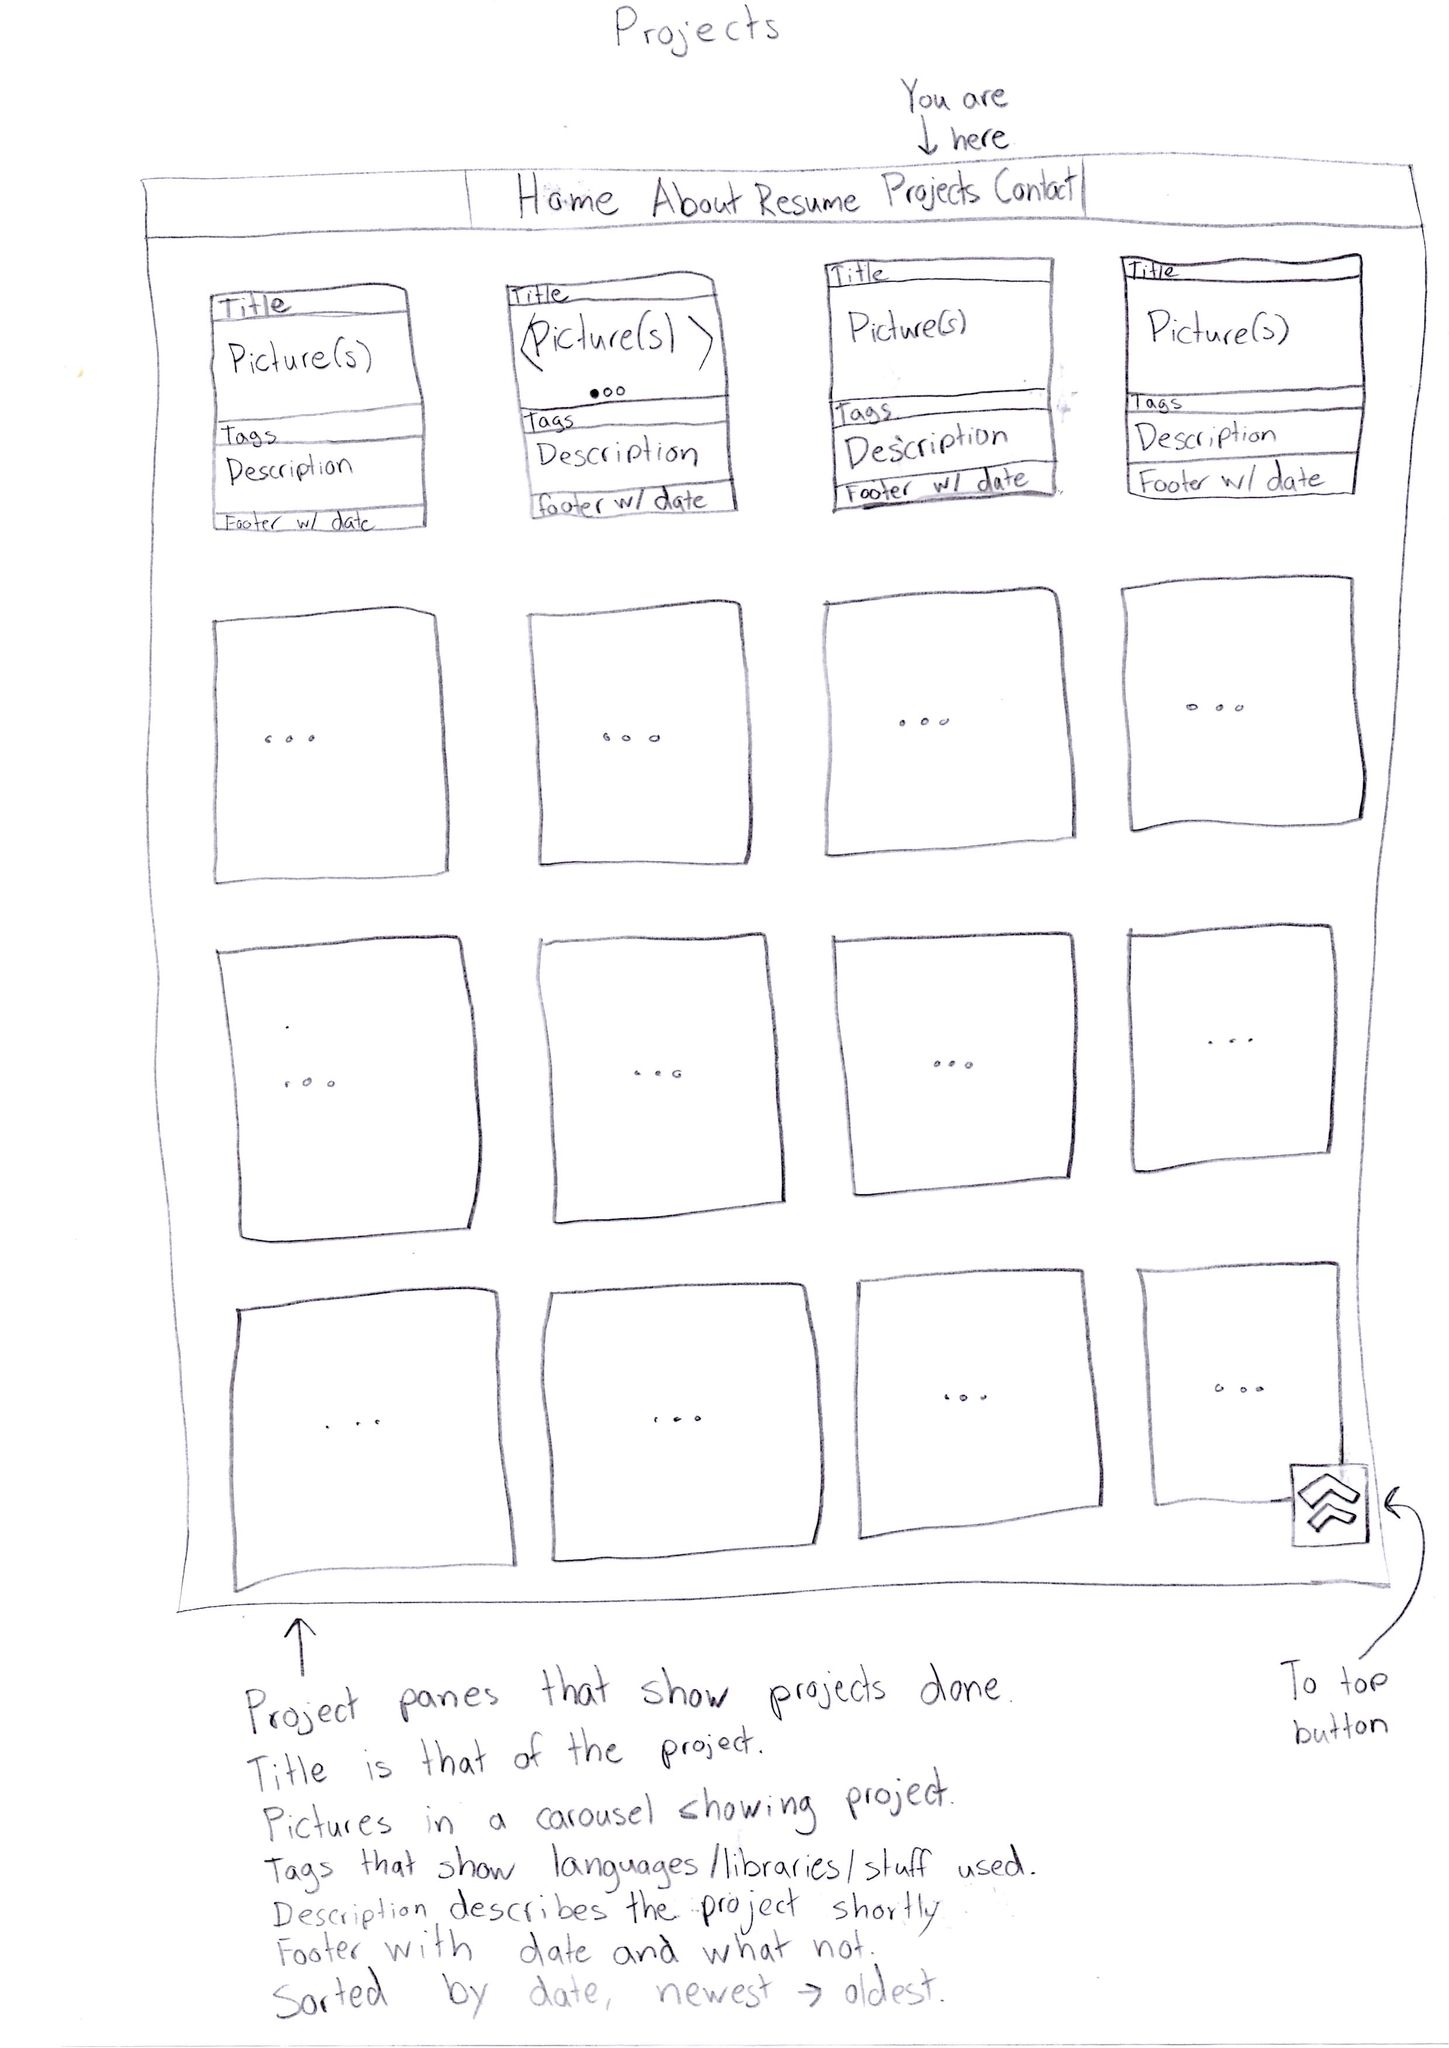 Projects
You are
↓ here
Home About Resume Projects Contact
Title
Picture(s)
Tags
Description
Footer w/ date
Title
<Picture(s) >
Tags
Description
footer w/ date
Title
Picture(s)
Tags
Description
Footer w/ date
Title
Picture(s)
Tags
Description
Footer w/ date
...
...
...
...
...
...
...
...
...
...
...
...
Project panes that show projects done.
Title is that of the project.
Pictures in a carousel showing project.
Tags that show languages/libraries/stuff used.
Description describes the project shortly
Footer with date and what not.
Sorted by date, newest → oldest.
To top
button